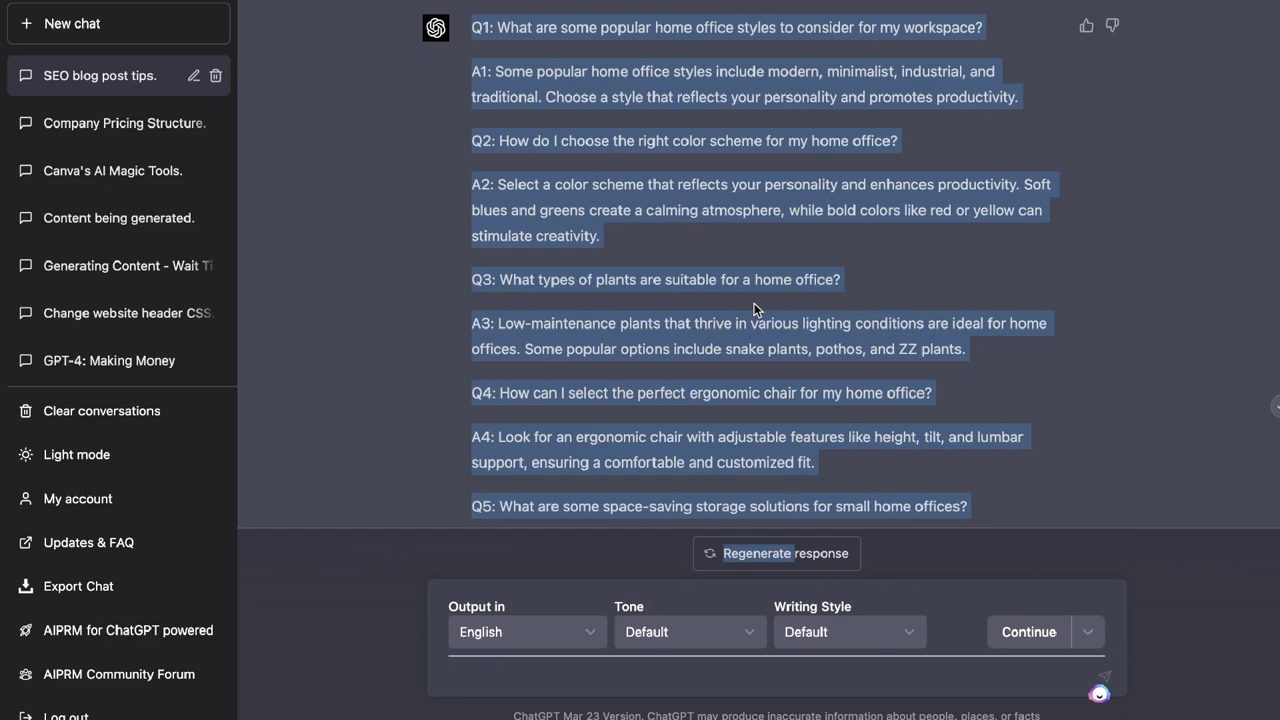 New chat
SEO blog post tips.
Company Pricing Structure.
Canva's AI Magic Tools.
Content being generated.
Generating Content - Wait Ti
Change website header CSS.
GPT-4: Making Money
Clear conversations
Light mode
My account
Updates & FAQ
Export Chat
AIPRM for ChatGPT powered
AIPRM Community Forum
Log out
Q1: What are some popular home office styles to consider for my workspace?
A1: Some popular home office styles include modern, minimalist, industrial, and
traditional. Choose a style that reflects your personality and promotes productivity.
Q2: How do I choose the right color scheme for my home office?
A2: Select a color scheme that reflects your personality and enhances productivity. Soft
blues and greens create a calming atmosphere, while bold colors like red or yellow can
stimulate creativity.
Q3: What types of plants are suitable for a home office?
A3: Low-maintenance plants that thrive in various lighting conditions are ideal for home
offices. Some popular options include snake plants, pothos, and ZZ plants.
Q4: How can I select the perfect ergonomic chair for my home office?
A4: Look for an ergonomic chair with adjustable features like height, tilt, and lumbar
support, ensuring a comfortable and customized fit.
Q5: What are some space-saving storage solutions for small home offices?
Regenerate response
Output in Tone Writing Style
English Default Default Continue
ChatGPT Mar 23 Version. ChatGPT may produce inaccurate information about people, places, or facts